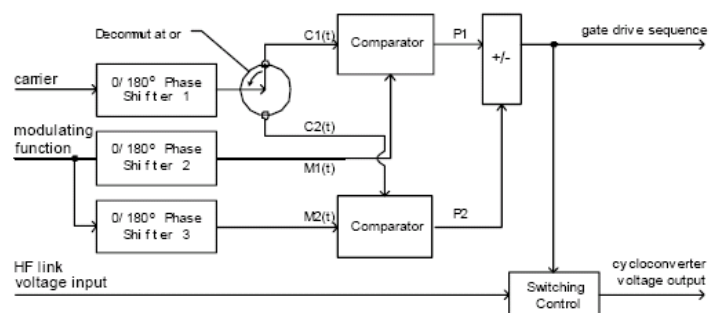 Decommutator
C1(t)
Comparator
P1
gate drive sequence
+/-
carrier
0/180° Phase
Shifter 1
C2(t)
modulating
function
0/180° Phase
Shifter 2
M1(t)
0/180° Phase
Shifter 3
M2(t)
Comparator
P2
HF link
voltage input
Switching
Control
cycloconverter
voltage output